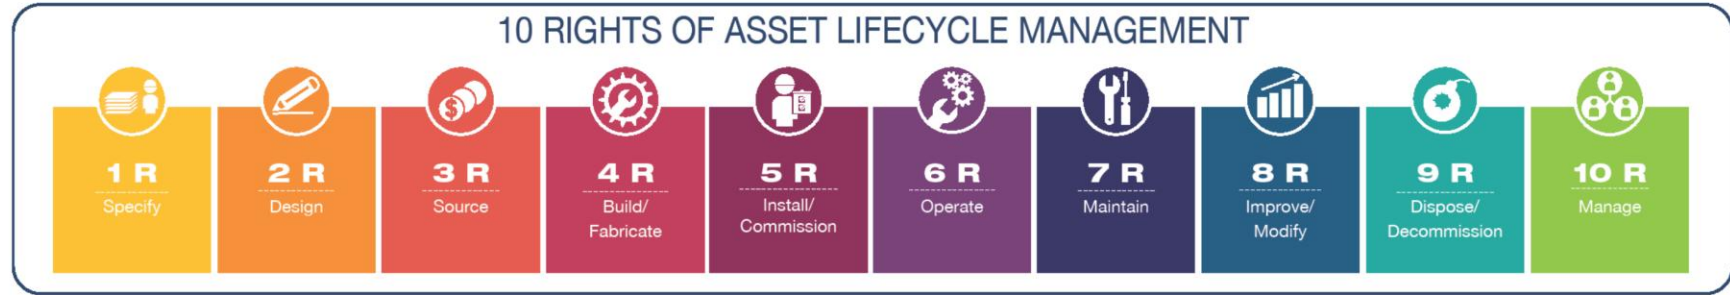 10 RIGHTS OF ASSET LIFECYCLE MANAGEMENT
$
1 R
Specify
2 R
Design
3 R
Source
4 R
Build/
Fabricate
5 R
Install/
Commission
6 R
Operate
7 R
Maintain
8 R
Improve/
Modify
9 R
Dispose/
Decommission
10 R
Manage